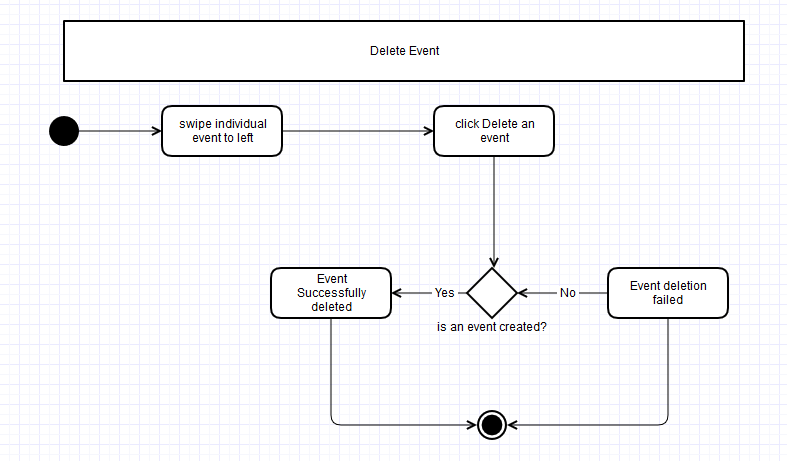 Delete Event
swipe individual
event to left
click Delete an
event
Event
Successfully
deleted
Yes
No
Event deletion
failed
is an event created?